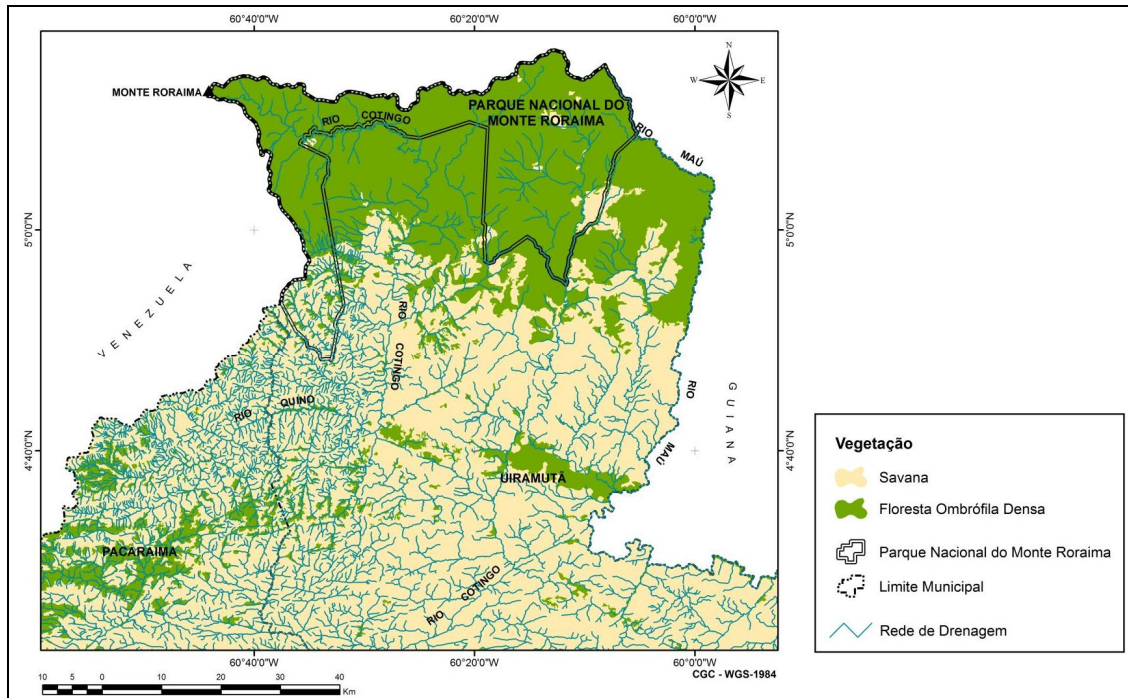 60°40'0"W
60°20'0"W
60°0'0"W
N
W
E
S
MONTE RORAIMA
PARQUE NACIONAL DO
MONTE RORAIMA
RIO COTINGO
RIO MAÚ
5°0'0"N
5°0'0"N
VENEZUELA
RIO COTINGO
RIO QUINO
RIO MAÚ
GUIANA
4°40'0"N
4°40'0"N
UIRAMUTÃ
PACARAIMA
RIO COTINGO
60°40'0"W
60°20'0"W
60°0'0"W
CGC - WGS-1984
10 5 0 10 20 30 40
Km
Vegetação
Savana
Floresta Ombrófila Densa
Parque Nacional do Monte Roraima
Limite Municipal
Rede de Drenagem